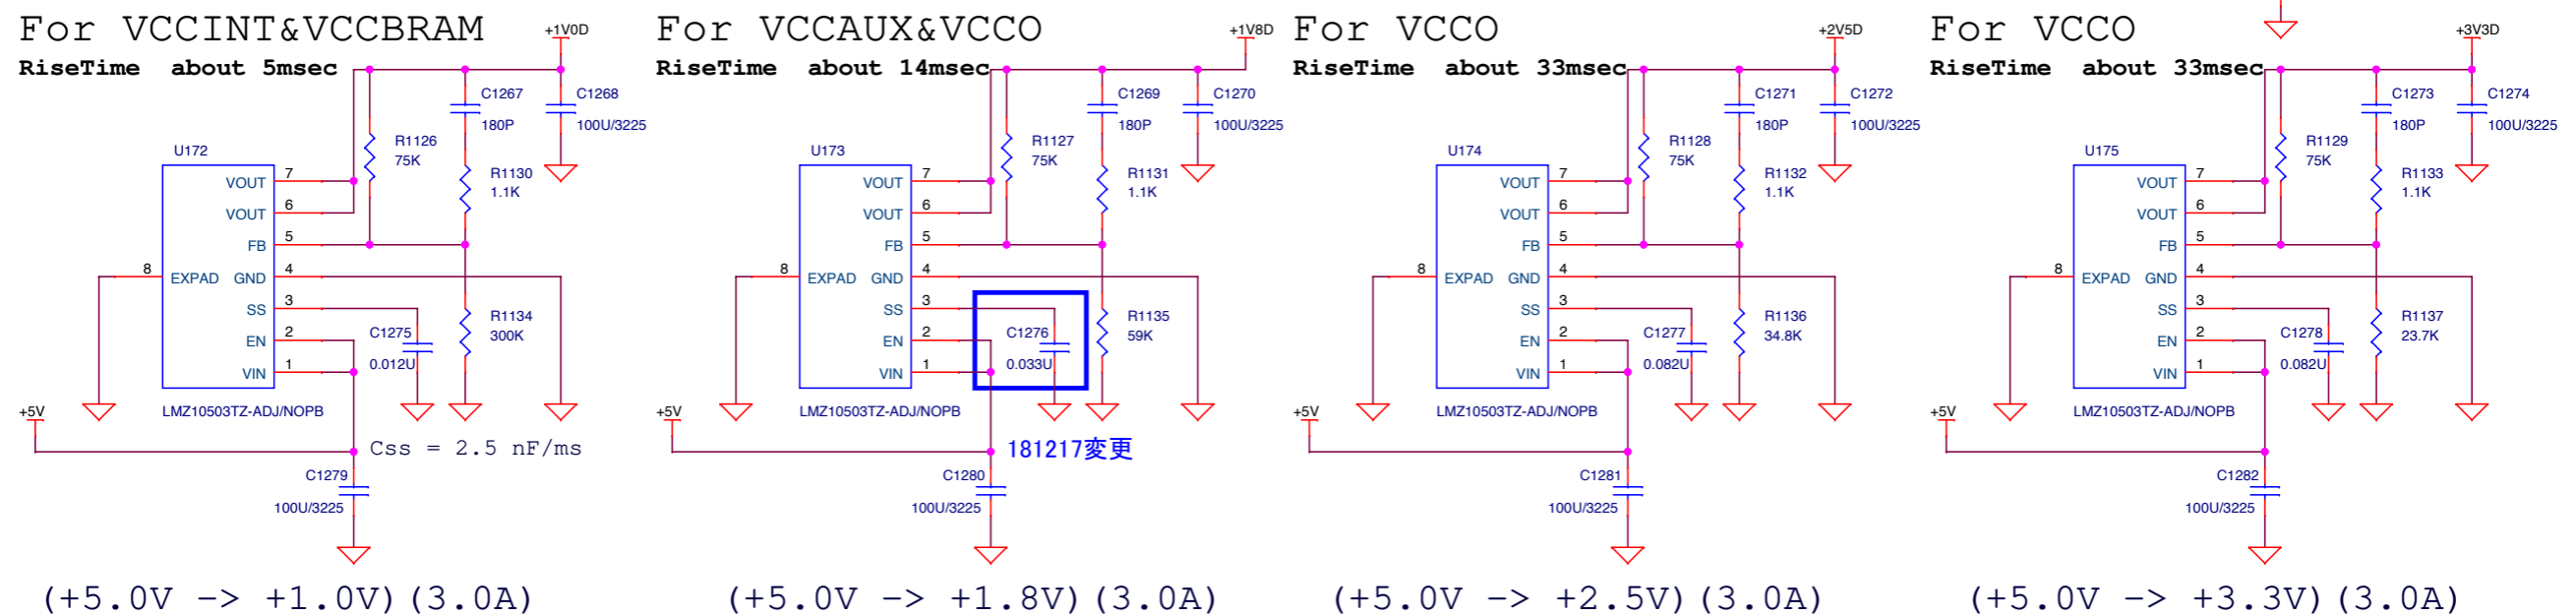 For VCCINT&VCCBRAM
RiseTime about 5msec
+1V0D
C1267
180P
C1268
100U/3225
R1126
75K
R1130
1.1K
U172
VOUT 7
VOUT 6
FB 5
8 EXPAD GND 4
SS 3
EN 2
VIN 1
C1275
0.012U
R1134
300K
LMZ10503TZ-ADJ/NOPB
+5V
Css = 2.5 nF/ms
C1279
100U/3225
(+5.0V -> +1.0V)(3.0A)
For VCCAUX&VCCO
RiseTime about 14msec
+1V8D
C1269
180P
C1270
100U/3225
R1127
75K
R1131
1.1K
U173
VOUT 7
VOUT 6
FB 5
8 EXPAD GND 4
SS 3
EN 2
VIN 1
C1276
0.033U
R1135
59K
LMZ10503TZ-ADJ/NOPB
+5V
181217変更
C1280
100U/3225
(+5.0V -> +1.8V)(3.0A)
For VCCO
RiseTime about 33msec
+2V5D
C1271
180P
C1272
100U/3225
R1128
75K
R1132
1.1K
U174
VOUT 7
VOUT 6
FB 5
8 EXPAD GND 4
SS 3
EN 2
VIN 1
C1277
0.082U
R1136
34.8K
LMZ10503TZ-ADJ/NOPB
+5V
C1281
100U/3225
(+5.0V -> +2.5V)(3.0A)
For VCCO
RiseTime about 33msec
+3V3D
C1273
180P
C1274
100U/3225
R1129
75K
R1133
1.1K
U175
VOUT 7
VOUT 6
FB 5
8 EXPAD GND 4
SS 3
EN 2
VIN 1
C1278
0.082U
R1137
23.7K
LMZ10503TZ-ADJ/NOPB
+5V
C1282
100U/3225
(+5.0V -> +3.3V)(3.0A)